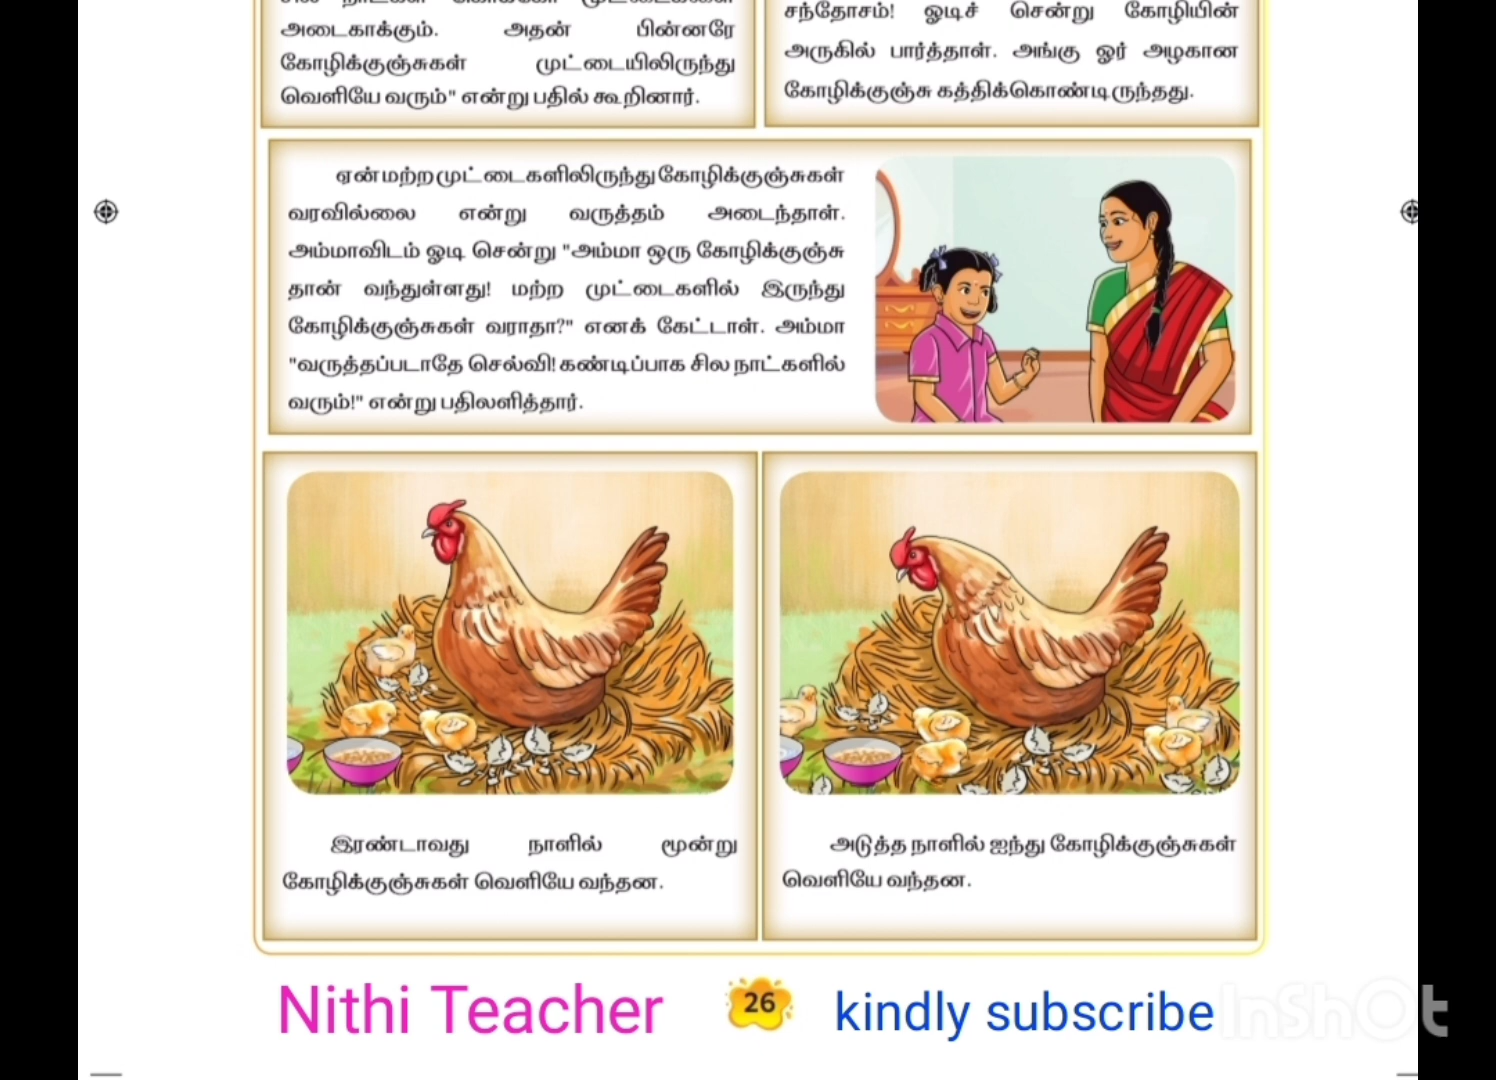 அடைகாக்கும். அதன் பின்னரே
கோழிக்குஞ்சுகள் முட்டையிலிருந்து
வெளியே வரும்" என்று பதில் கூறினார்.
சந்தோசம்! ஓடிச் சென்று கோழியின்
அருகில் பார்த்தாள். அங்கு ஓர் அழகான
கோழிக்குஞ்சு கத்திக்கொண்டிருந்தது.
ஏன் மற்ற முட்டைகளிலிருந்து கோழிக்குஞ்சுகள்
வரவில்லை என்று வருத்தம் அடைந்தாள்.
அம்மாவிடம் ஓடி சென்று "அம்மா ஒரு கோழிக்குஞ்சு
தான் வந்துள்ளது! மற்ற முட்டைகளில் இருந்து
கோழிக்குஞ்சுகள் வராதா?" எனக் கேட்டாள். அம்மா
"வருத்தப்படாதே செல்வி! கண்டிப்பாக சில நாட்களில்
வரும்!" என்று பதிலளித்தார்.
இரண்டாவது நாளில் மூன்று
கோழிக்குஞ்சுகள் வெளியே வந்தன.
அடுத்த நாளில் ஐந்து கோழிக்குஞ்சுகள்
வெளியே வந்தன.
Nithi Teacher
26
kindly subscribe
InShOt